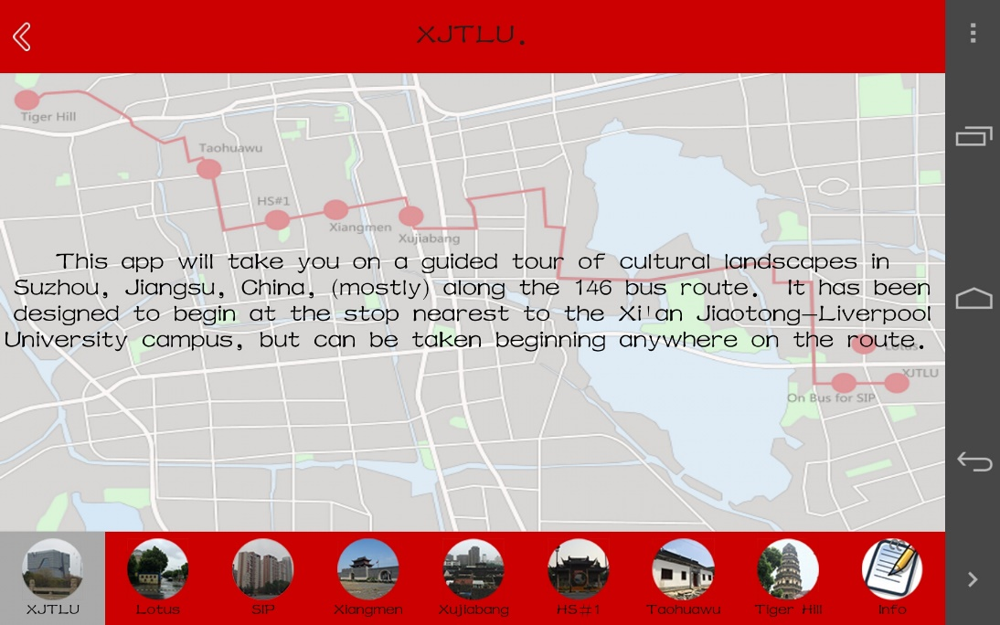 XJTLU.
Tiger Hill
Taohuawu
HS#1
Xiangmen
Xujiabang
This app will take you on a guided tour of cultural landscapes in
Suzhou, Jiangsu, China, (mostly) along the 146 bus route.  It has been
designed to begin at the stop nearest to the Xi'an Jiaotong-Liverpool
University campus, but can be taken beginning anywhere on the route.
Lotus
XJTLU
On Bus for SIP
XJTLU
Lotus
SIP
Xiangmen
Xujiabang
HS#1
Taohuawu
Tiger Hill
Info